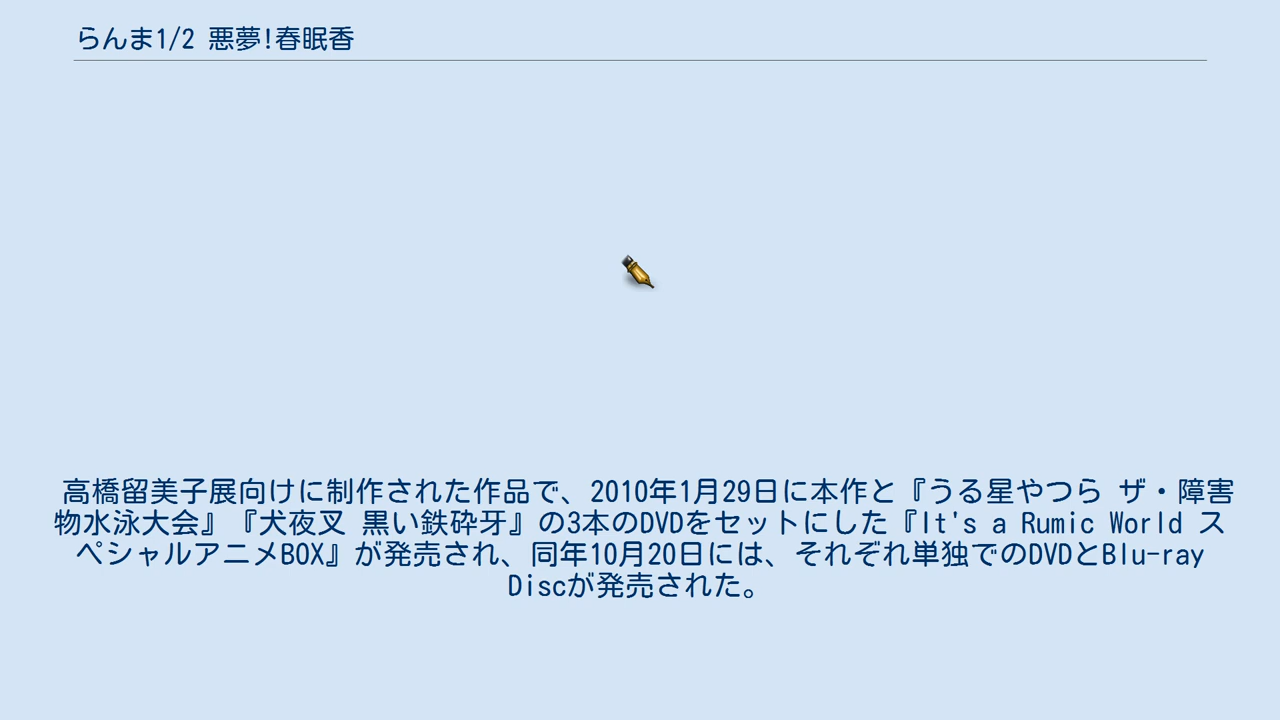 らんま1/2 悪夢!春眠香
高橋留美子展向けに制作された作品で、2010年1月29日に本作と『うる星やつら ザ・障害
物水泳大会』『犬夜叉 黒い鉄砕牙』の3本のDVDをセットにした『It's a Rumic World ス
ペシャルアニメBOX』が発売され、同年10月20日には、それぞれ単独でのDVDとBlu-ray
Discが発売された。